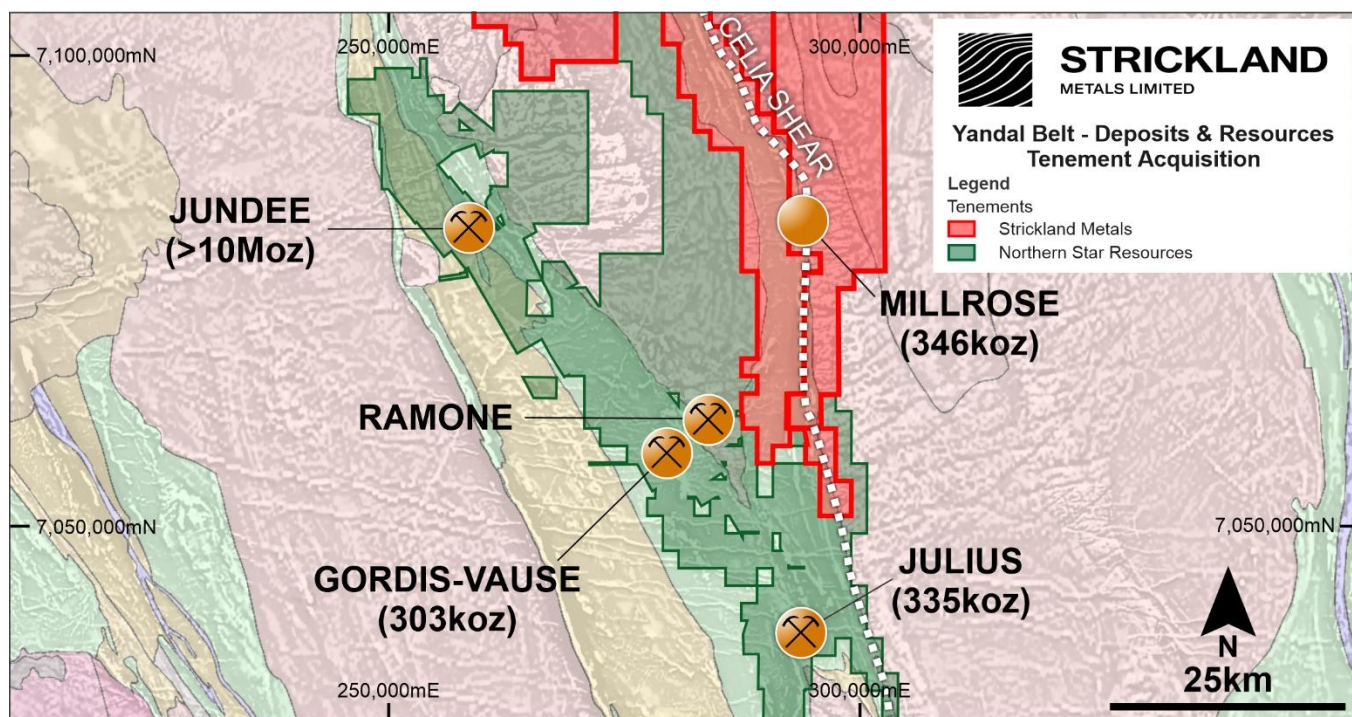 250,000mE
300,000mE
7,100,000mN
CELIA SHEAR
STRICKLAND
METALS LIMITED
Yandal Belt - Deposits & Resources
Tenement Acquisition
Legend
Tenements
Strickland Metals
Northern Star Resources
JUNDEE
(>10Moz)
MILLROSE
(346koz)
RAMONE
7,050,000mN
7,050,000mN
GORDIS-VAUSE
(303koz)
JULIUS
(335koz)
N
25km
250,000mE
300,000mE